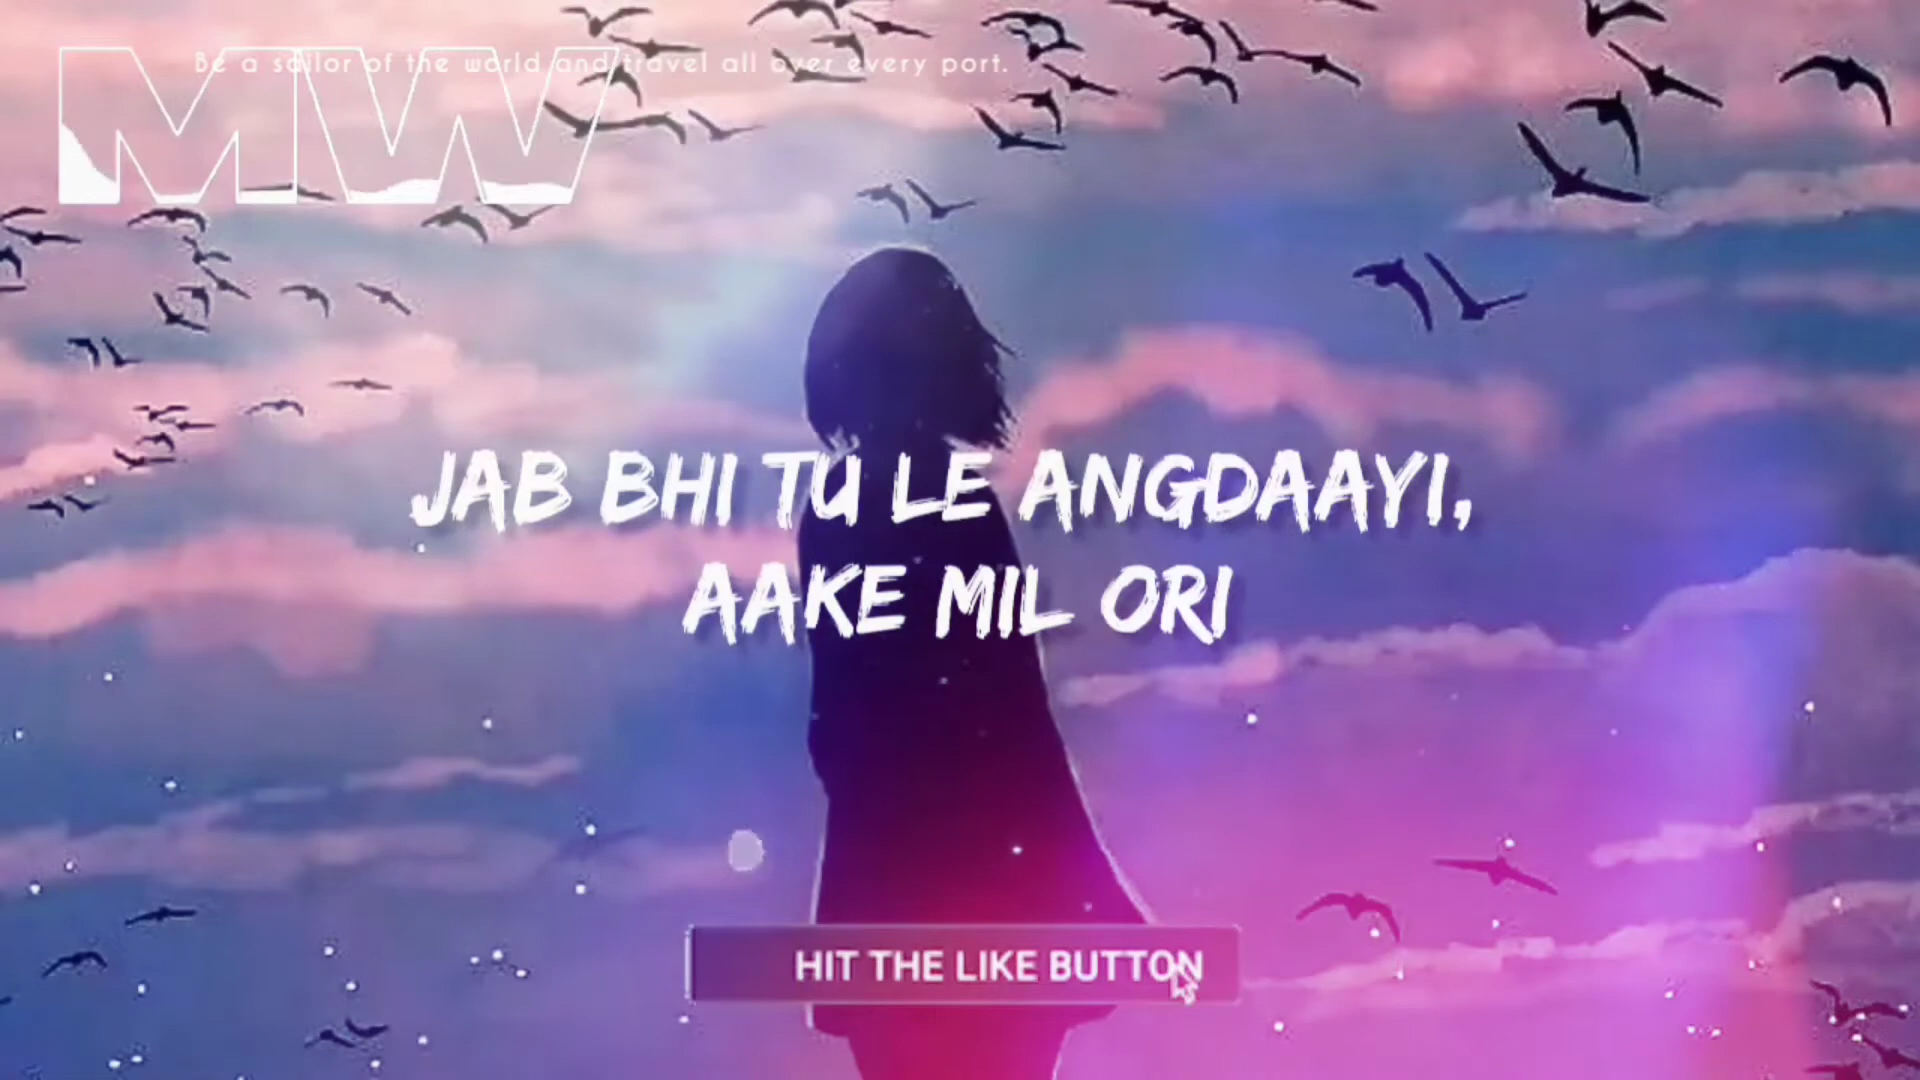 Be a sailor of the world and travel all over every port.
MW
JAB BHI TU LE ANGDAAYI,
AAKE MIL ORI
HIT THE LIKE BUTTON